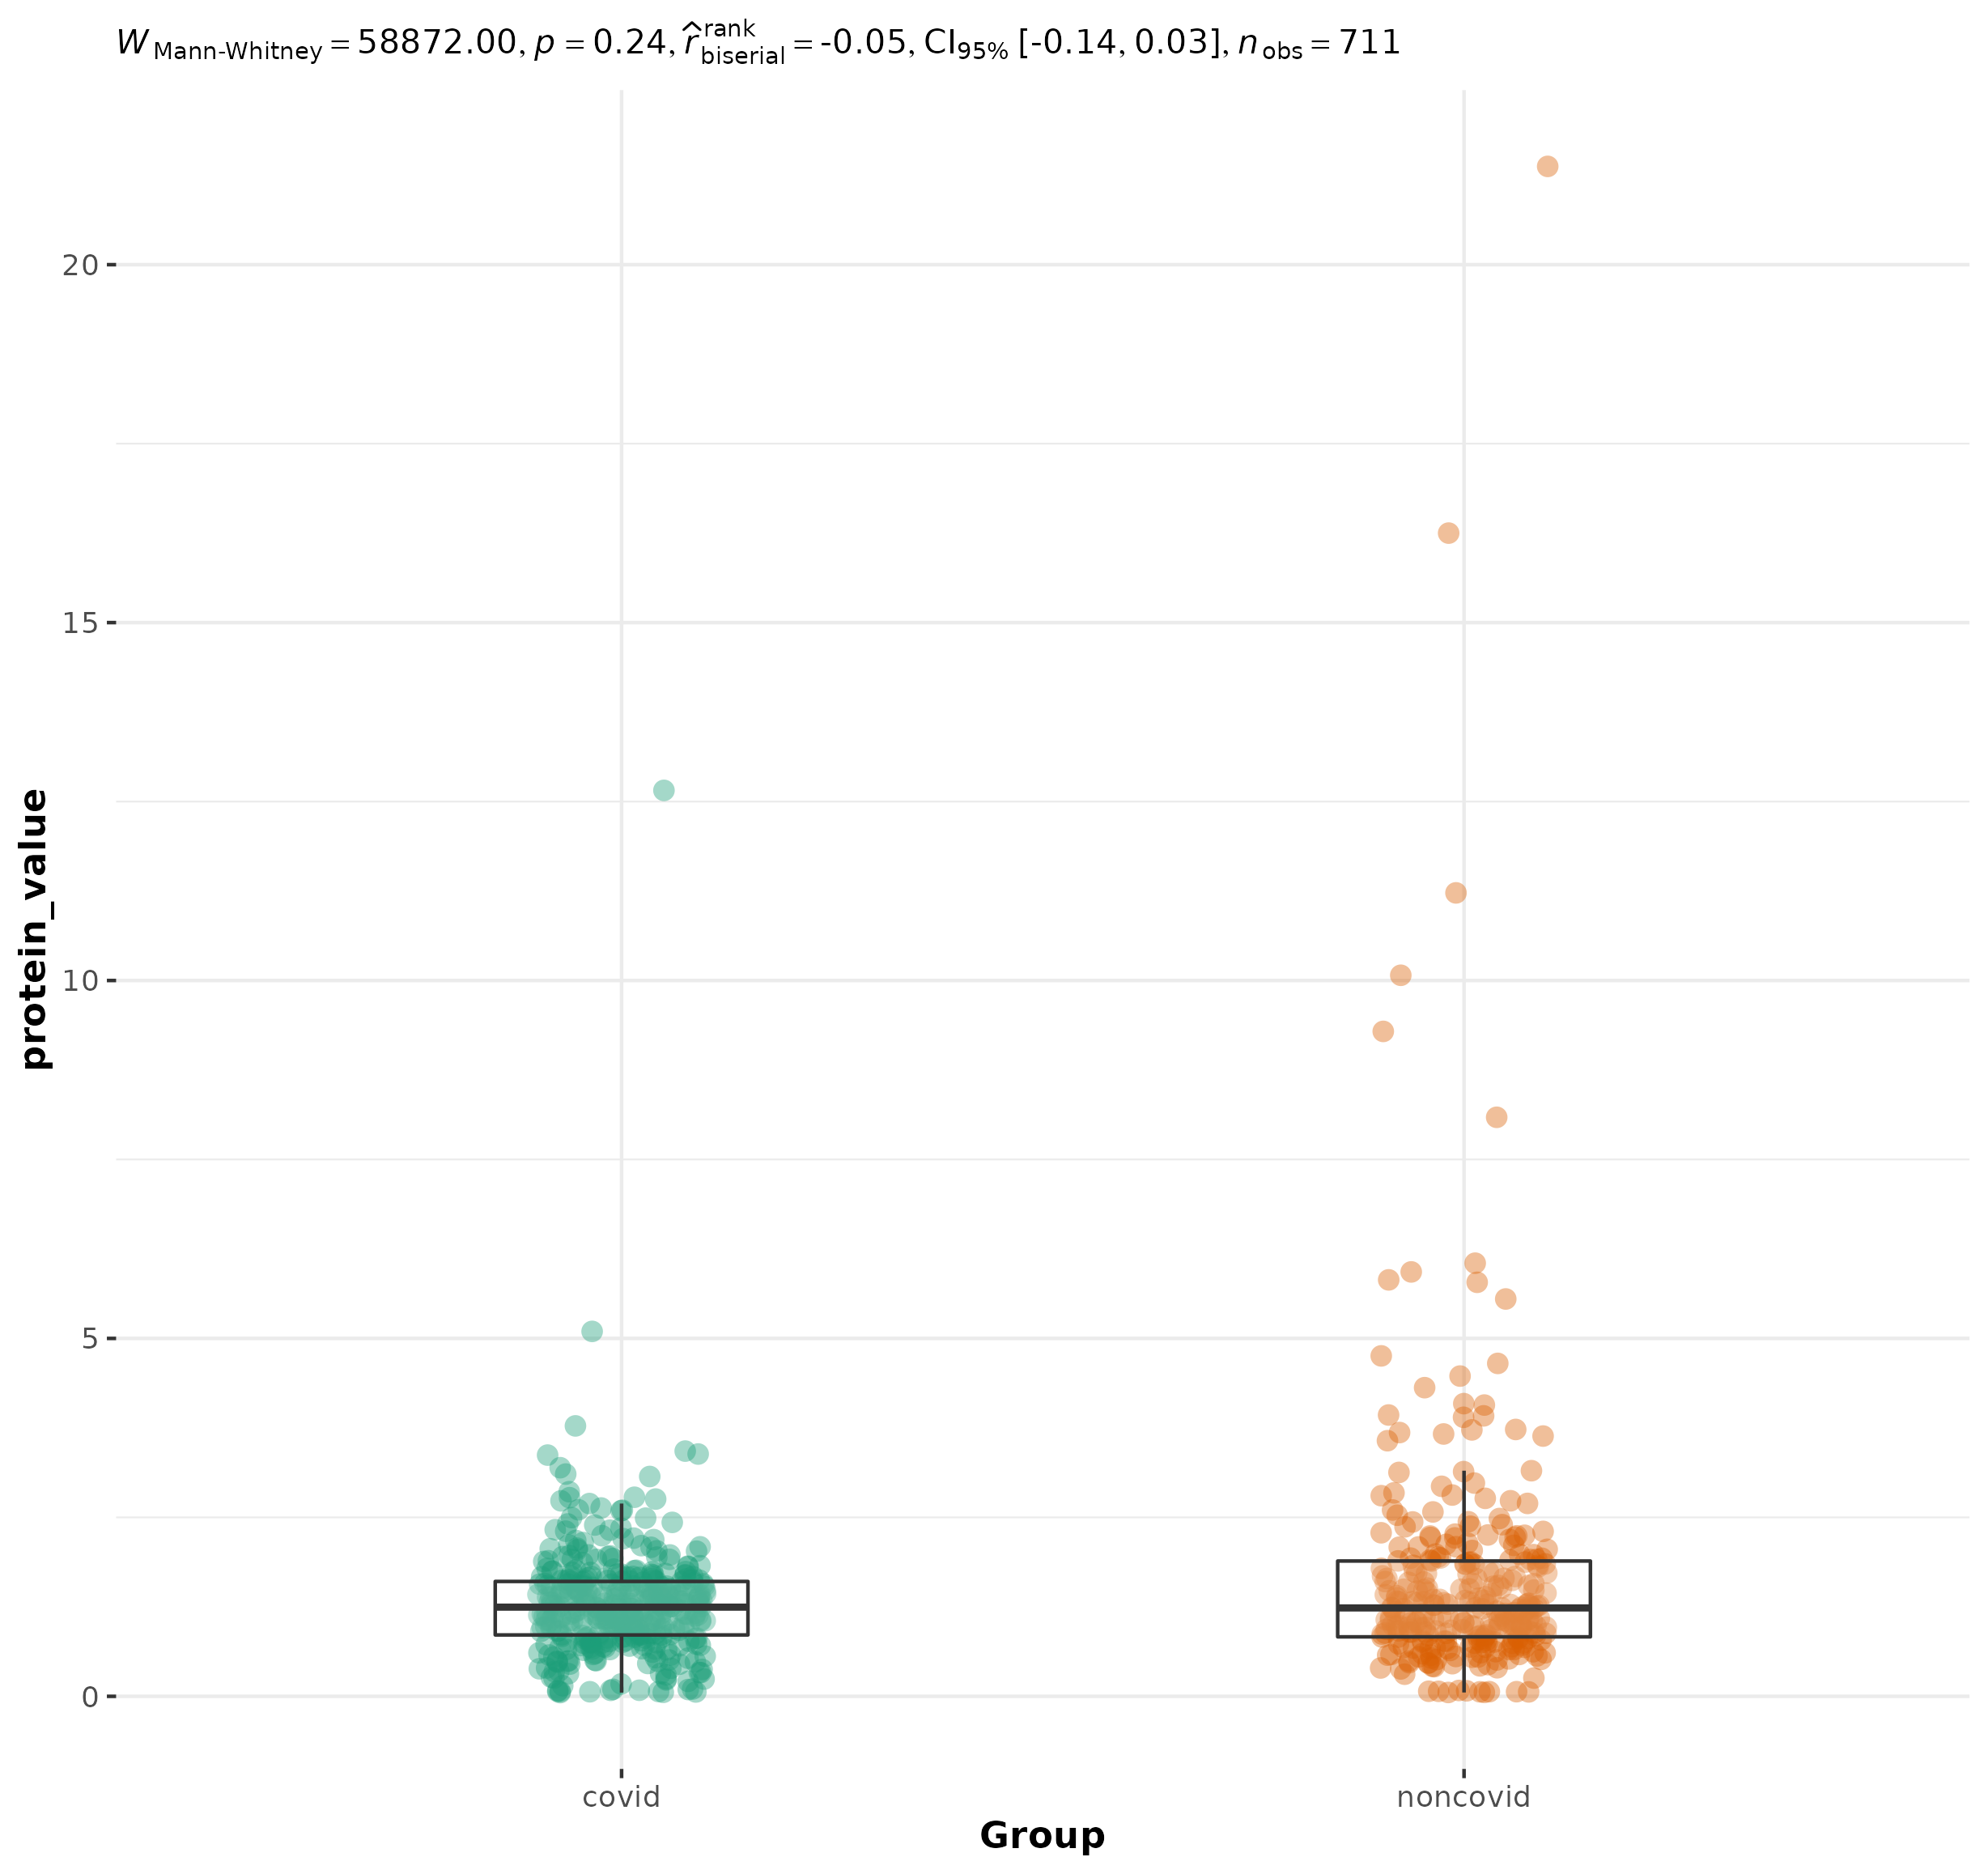 W Mann-Whitney = 58872.00, p = 0.24, r̂ rank biserial = -0.05, CI95% [-0.14, 0.03], n obs = 711
20
15
10
5
0
protein_value
covid noncovid
Group